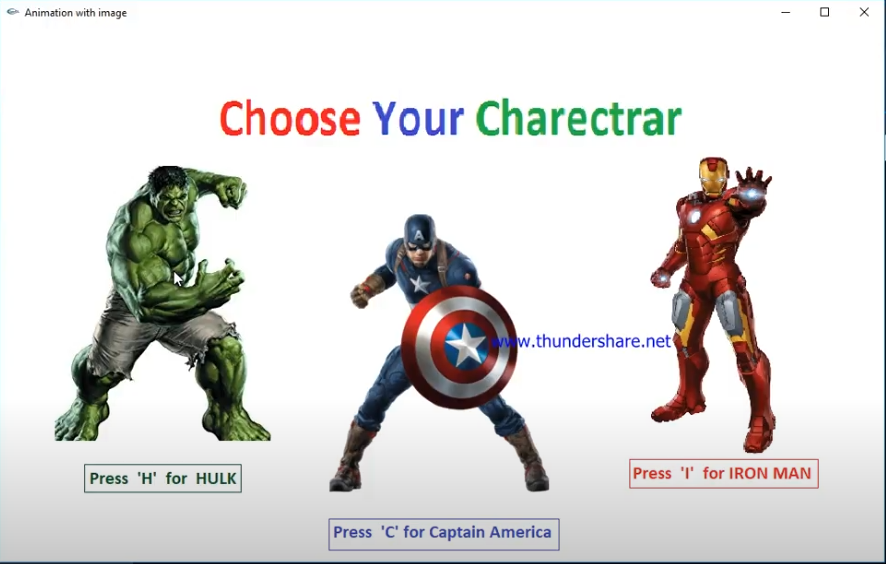 Animation with image
Choose Your Charectrar
A
www.thundershare.net
Press 'I' for IRON MAN
Press 'H' for HULK
Press 'C' for Captain America